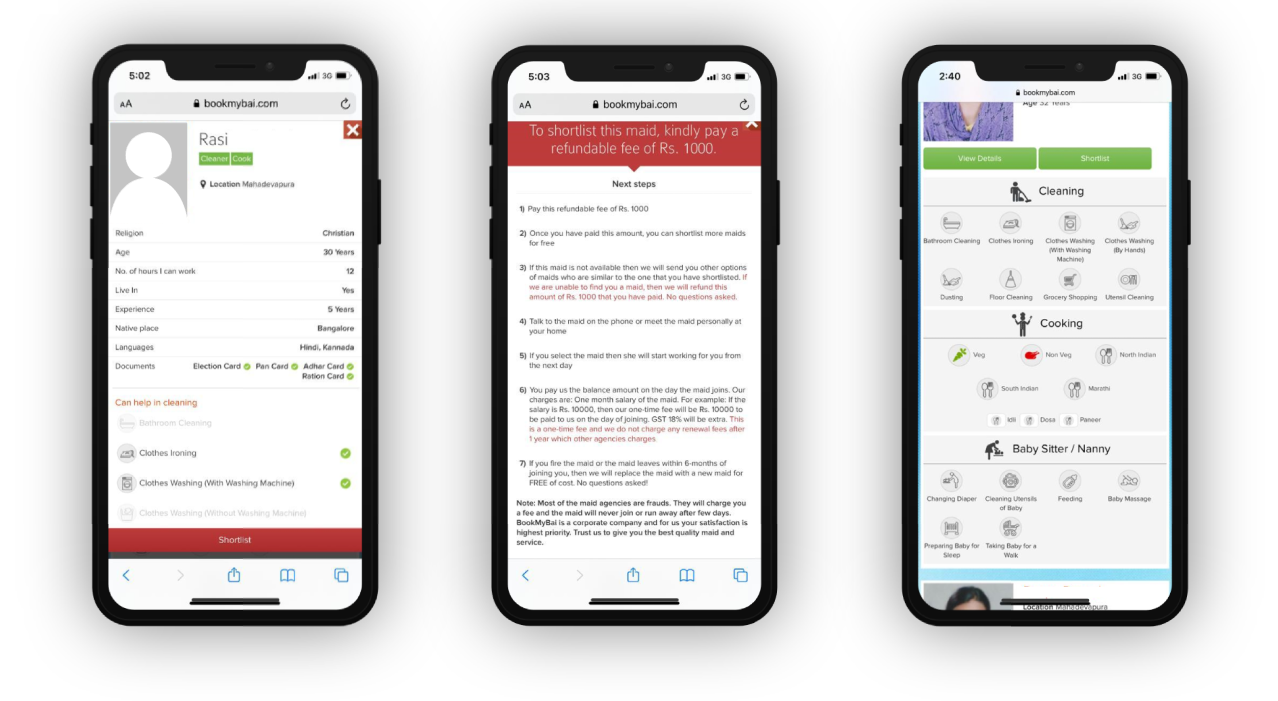 5:02
3G
AA
bookmybai.com
Rasi
Cleaner Cook
Location Mahadevapura
Religion Christian
Age 30 Years
No. of hours I can work 12
Live In Yes
Experience 5 Years
Native place Bangalore
Languages Hindi, Kannada
Documents Election Card Pan Card Adhar Card
Ration Card
Can help in cleaning
Bathroom Cleaning
Clothes Ironing
Clothes Washing (With Washing Machine)
Clothes Washing (Without Washing Machine)
Shortlist
5:03
3G
AA
bookmybai.com
To shortlist this maid, kindly pay a
refundable fee of Rs. 1000.
Next steps
1) Pay this refundable fee of Rs. 1000
2) Once you have paid this amount, you can shortlist more maids
for free
3) If this maid is not available then we will send you other options
of maids who are similar to the one that you have shortlisted. If
we are unable to find you a maid, then we will refund this
amount of Rs. 1000 that you have paid. No questions asked.
4) Talk to the maid on the phone or meet the maid personally at
your home
5) If you select the maid then she will start working for you from
the next day
6) You pay us the balance amount on the day the maid joins. Our
charges are: One month salary of the maid. For example: If the
salary is Rs. 10000, then our one-time fee will be Rs. 10000 to
be paid to us on the day of joining. GST 18% will be extra. This
is a one-time fee and we do not charge any renewal fees after
1 year which other agencies charges.
7) If you fire the maid or the maid leaves within 6-months of
joining you, then we will replace the maid with a new maid for
FREE of cost. No questions asked!
Note: Most of the maid agencies are frauds. They will charge you
a fee and the maid will never join or run away after few days.
BookMyBai is a corporate company and for us your satisfaction is
highest priority. Trust us to give you the best quality maid and
service.
2:40
3G
bookmybai.com
Age 32 Years
View Details Shortlist
Cleaning
Bathroom Cleaning Clothes Ironing Clothes Washing Clothes Washing
(With Washing (By Hands)
Machine)
Dusting Floor Cleaning Grocery Shopping Utensil Cleaning
Cooking
Veg Non Veg North Indian
South Indian Marathi
Idli Dosa Paneer
Baby Sitter / Nanny
Changing Diaper Cleaning Utensils Feeding Baby Massage
of Baby
Preparing Baby for Taking Baby for a
Sleep Walk
Location Mahadevapura